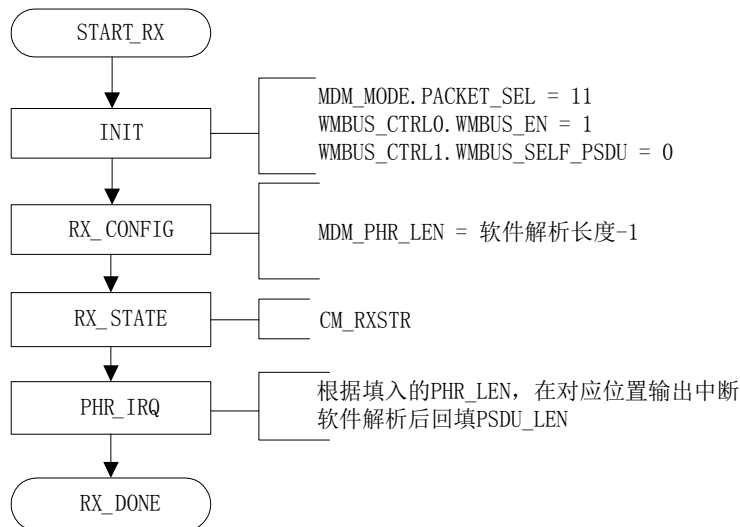 START_RX
INIT
MDM_MODE.PACKET_SEL = 11
WMBUS_CTRL0.WMBUS_EN = 1
WMBUS_CTRL1.WMBUS_SELF_PSDU = 0
RX_CONFIG
MDM_PHR_LEN = 软件解析长度-1
RX_STATE
CM_RXSTR
PHR_IRQ
根据填入的PHR_LEN，在对应位置输出中断
软件解析后回填PSDU_LEN
RX_DONE